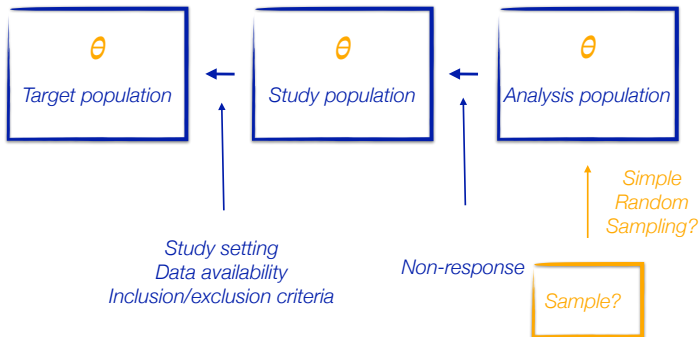 θ
Target population
θ
Study population
θ
Analysis population
Simple
Random
Sampling?
Study setting
Data availability
Inclusion/exclusion criteria
Non-response
Sample?